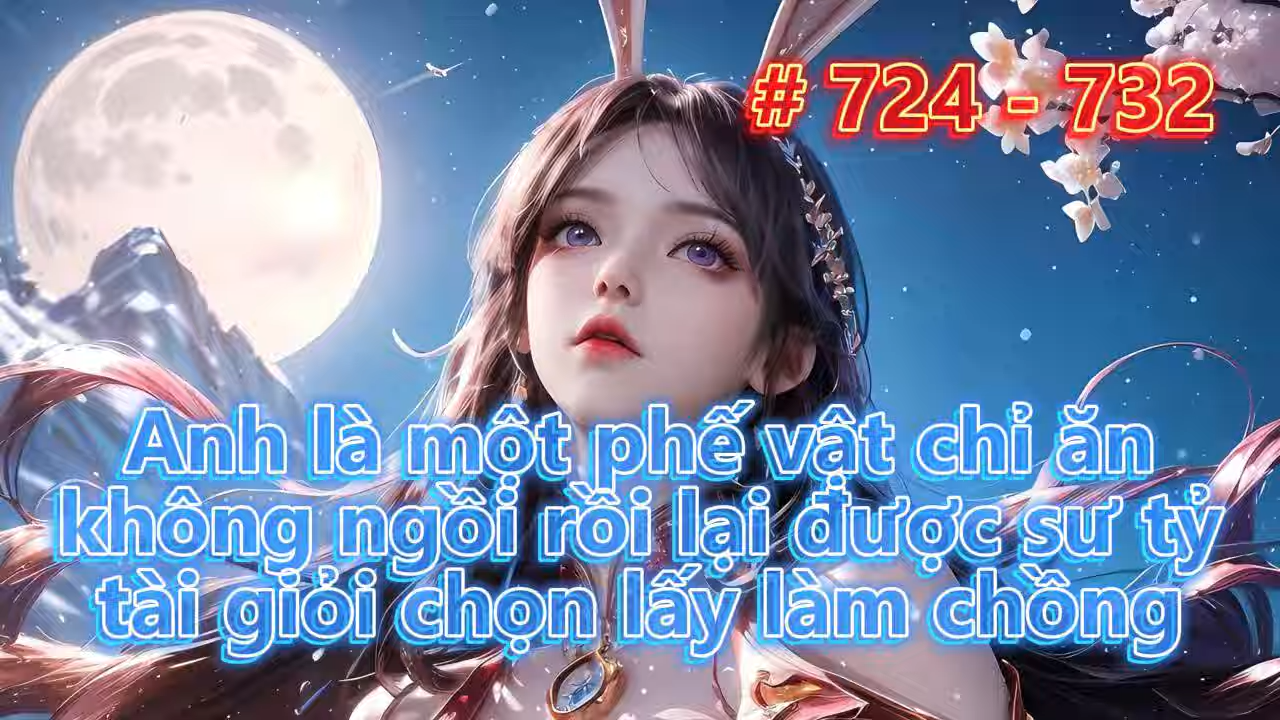 # 724 - 732
Anh là một phế vật chỉ ăn
không ngồi rồi lại được sư tỷ
tài giỏi chọn lấy làm chồng